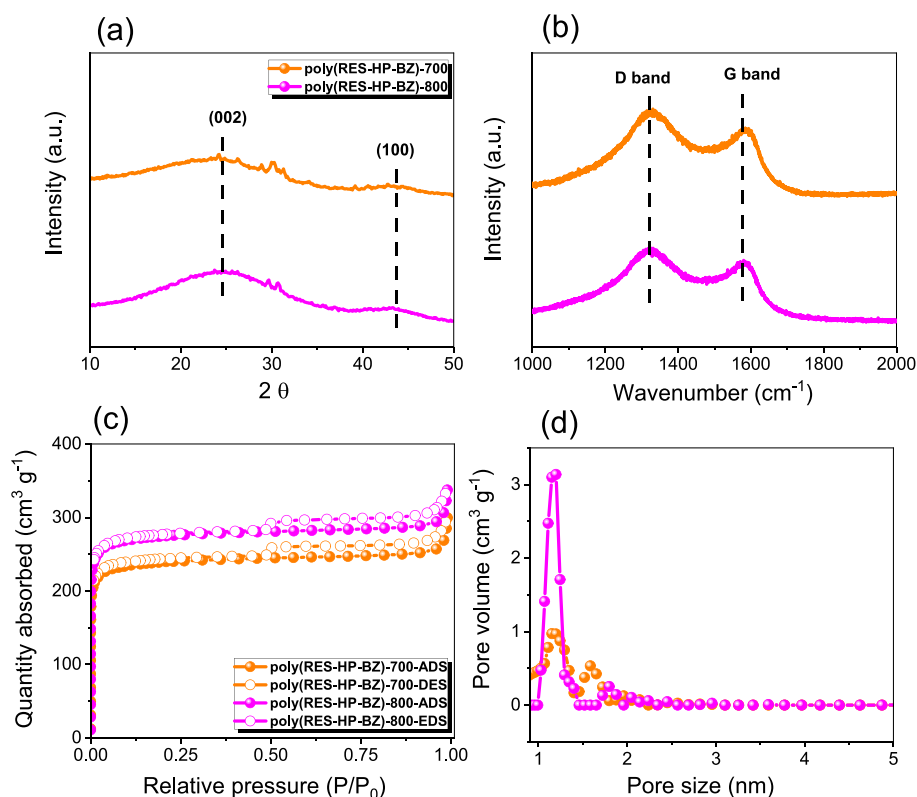 (a)
poly(RES-HP-BZ)-700
poly(RES-HP-BZ)-800
(002)
(100)
Intensity (a.u.)
10 20 30 40 50
2 θ
(b)
D band
G band
Intensity (a.u.)
1000 1200 1400 1600 1800 2000
Wavenumber (cm⁻¹)
(c)
400
300
200
100
0
Quantity absorbed (cm³ g⁻¹)
poly(RES-HP-BZ)-700-ADS
poly(RES-HP-BZ)-700-DES
poly(RES-HP-BZ)-800-ADS
poly(RES-HP-BZ)-800-EDS
0.00 0.25 0.50 0.75 1.00
Relative pressure (P/P₀)
(d)
4
3
2
1
0
Pore volume (cm³ g⁻¹)
1 2 3 4 5
Pore size (nm)